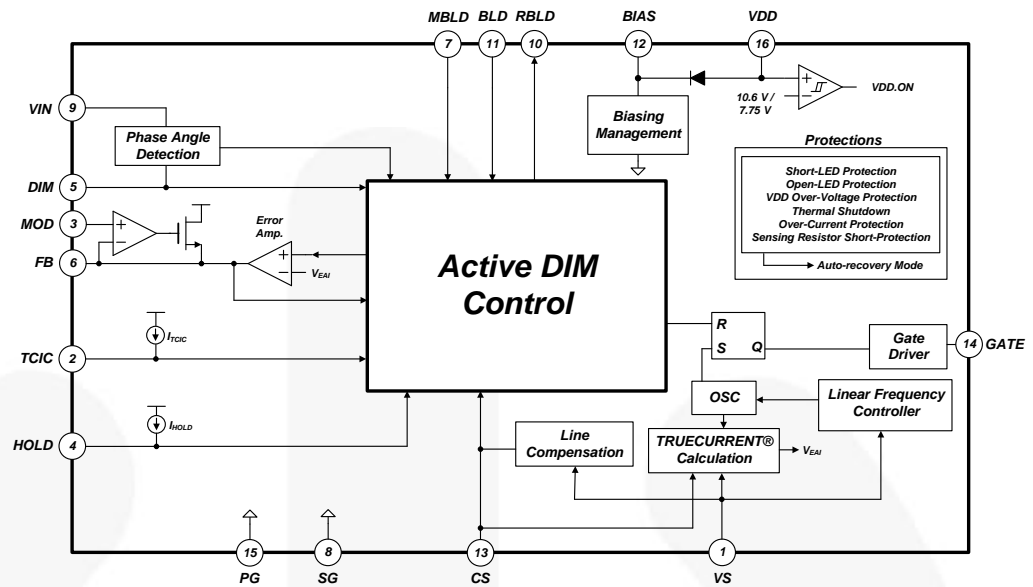 MBLD BLD RBLD BIAS VDD
7 11 10 12 16
VIN 9
Phase Angle
Detection
DIM 5
MOD 3
FB 6
Error
Amp.
+
-
+
-
VEAI
TCIC 2
ITCIC
HOLD 4
IHOLD
Active DIM
Control
Biasing
Management
10.6 V /
7.75 V
+
-
VDD.ON
Protections
Short-LED Protection
Open-LED Protection
VDD Over-Voltage Protection
Thermal Shutdown
Over-Current Protection
Sensing Resistor Short-Protection
Auto-recovery Mode
R
S Q
Gate
Driver
14 GATE
OSC
Linear Frequency
Controller
Line
Compensation
TRUECURRENT®
Calculation
VEAI
15 8 13 1
PG SG CS VS